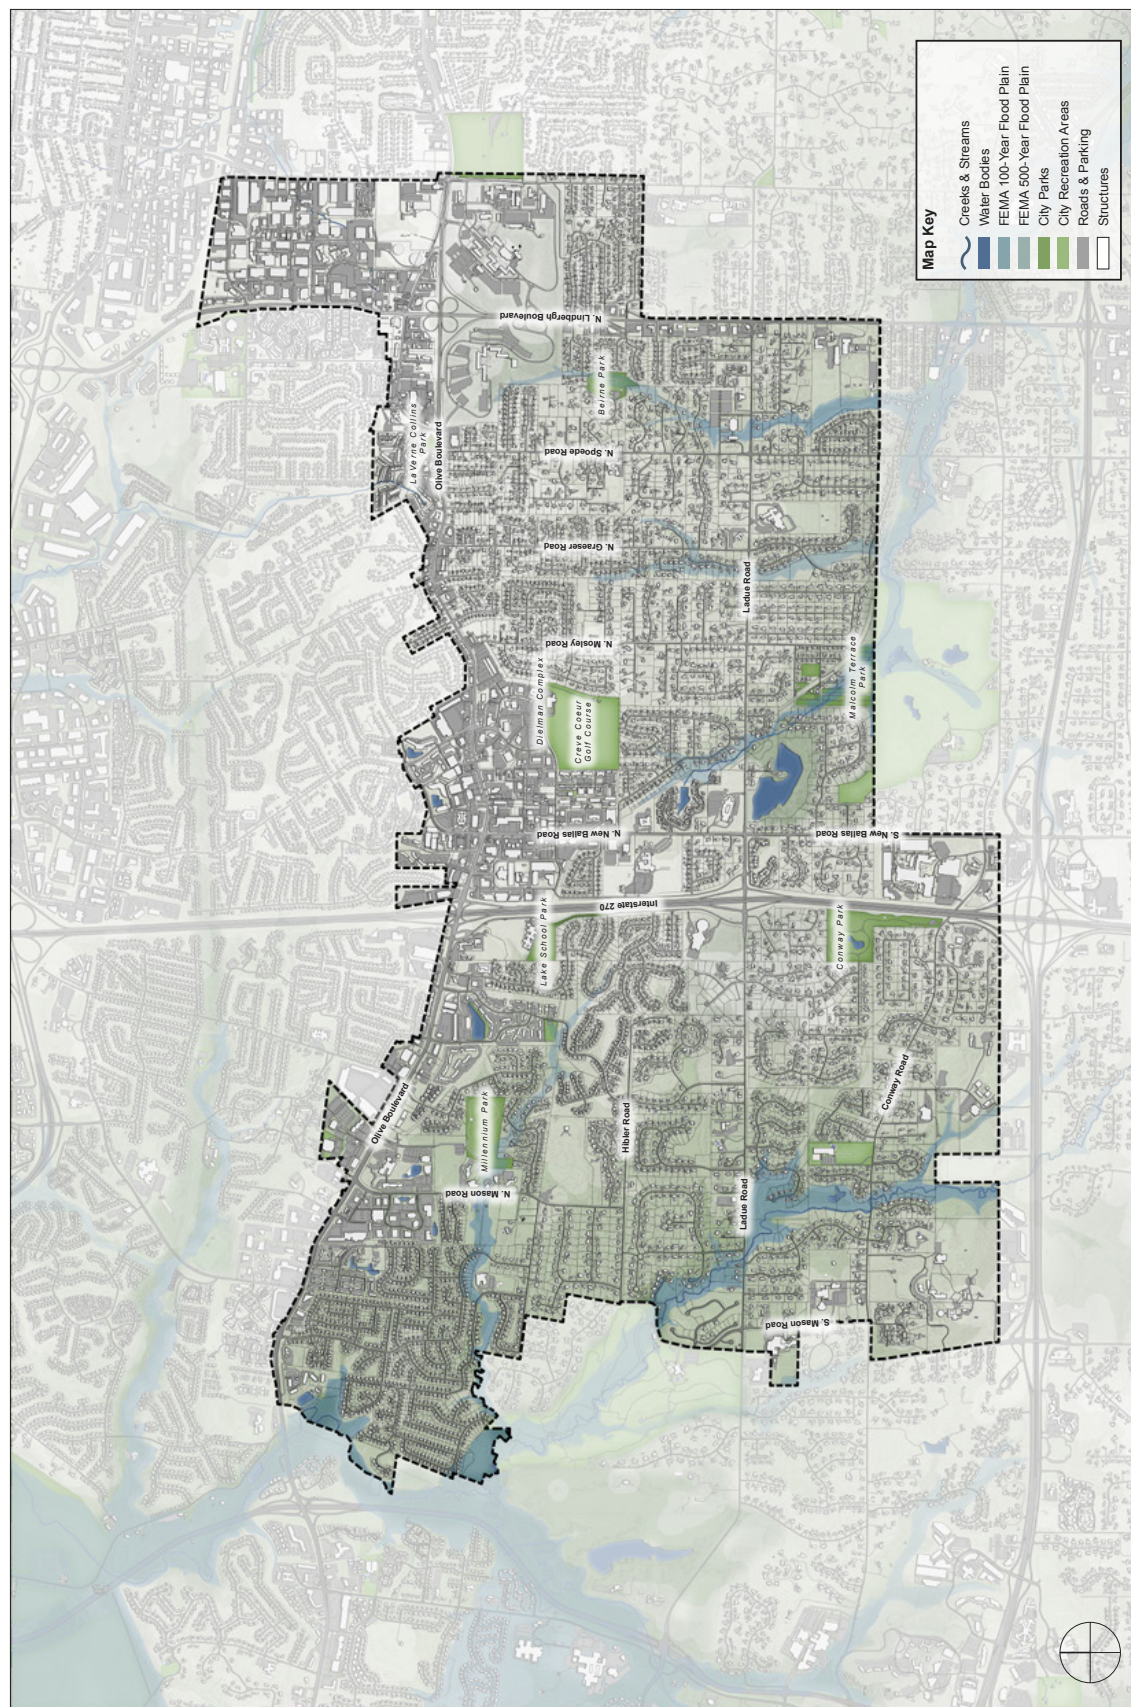 Map Key
Creeks & Streams
Water Bodies
FEMA 100-Year Flood Plain
FEMA 500-Year Flood Plain
City Parks
City Recreation Areas
Roads & Parking
Structures
Olive Boulevard
N. Mason Road
Millennium Park
Hibler Road
Ladue Road
S. Mason Road
Conway Road
Lake School Park
Interstate 270
Conway Park
N. New Ballas Road
S. New Ballas Road
Dielman Complex
Creve Coeur
Golf Course
N. Mosley Road
Malcolm Terrace
Park
Ladue Road
N. Graeser Road
LaVerne Collins
Park
Olive Boulevard
N. Spoede Road
Beirne Park
N. Lindbergh Boulevard